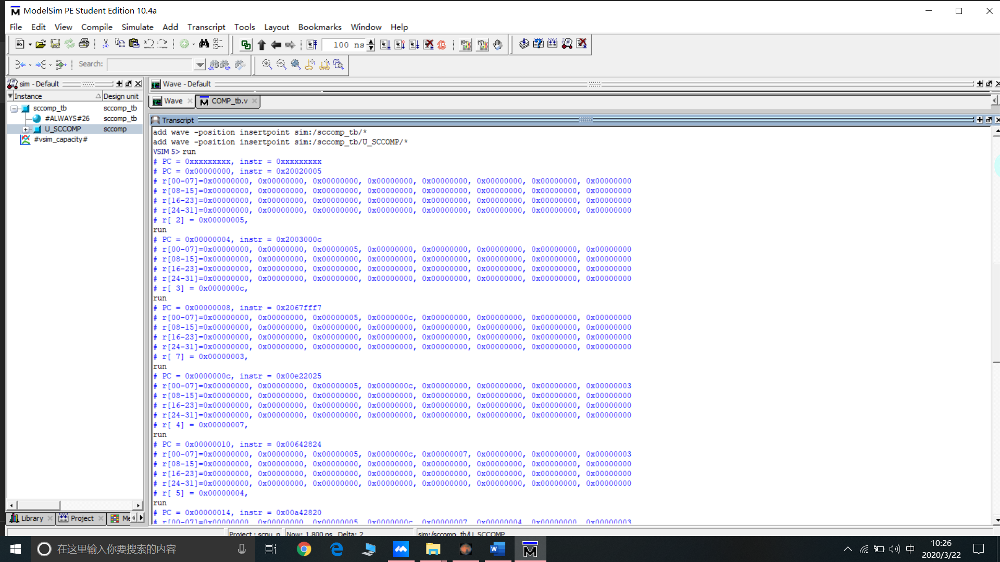 ModelSim PE Student Edition 10.4a
File Edit View Compile Simulate Add Transcript Tools Layout Bookmarks Window Help
100 ns
Search:
sim - Default
Wave - Default
Instance Design unit
Wave COMP_tb.v
sccomp_tb sccomp_tb
#ALWAYS#26 sccomp_tb
U_SCCOMP sccomp
#vsim_capacity#
Transcript
add wave -position insertpoint sim:/sccomp_tb/*
add wave -position insertpoint sim:/sccomp_tb/U_SCCOMP/*
VSIM 5> run
# PC = 0xxxxxxxxx, instr = 0xxxxxxxxx
# PC = 0x00000000, instr = 0x20020005
# r[00-07]=0x00000000, 0x00000000, 0x00000000, 0x00000000, 0x00000000, 0x00000000, 0x00000000, 0x00000000
# r[08-15]=0x00000000, 0x00000000, 0x00000000, 0x00000000, 0x00000000, 0x00000000, 0x00000000, 0x00000000
# r[16-23]=0x00000000, 0x00000000, 0x00000000, 0x00000000, 0x00000000, 0x00000000, 0x00000000, 0x00000000
# r[24-31]=0x00000000, 0x00000000, 0x00000000, 0x00000000, 0x00000000, 0x00000000, 0x00000000, 0x00000000
# r[ 2] = 0x00000005,
run
# PC = 0x00000004, instr = 0x2003000c
# r[00-07]=0x00000000, 0x00000000, 0x00000005, 0x00000000, 0x00000000, 0x00000000, 0x00000000, 0x00000000
# r[08-15]=0x00000000, 0x00000000, 0x00000000, 0x00000000, 0x00000000, 0x00000000, 0x00000000, 0x00000000
# r[16-23]=0x00000000, 0x00000000, 0x00000000, 0x00000000, 0x00000000, 0x00000000, 0x00000000, 0x00000000
# r[24-31]=0x00000000, 0x00000000, 0x00000000, 0x00000000, 0x00000000, 0x00000000, 0x00000000, 0x00000000
# r[ 3] = 0x0000000c,
run
# PC = 0x00000008, instr = 0x2067fff7
# r[00-07]=0x00000000, 0x00000000, 0x00000005, 0x0000000c, 0x00000000, 0x00000000, 0x00000000, 0x00000000
# r[08-15]=0x00000000, 0x00000000, 0x00000000, 0x00000000, 0x00000000, 0x00000000, 0x00000000, 0x00000000
# r[16-23]=0x00000000, 0x00000000, 0x00000000, 0x00000000, 0x00000000, 0x00000000, 0x00000000, 0x00000000
# r[24-31]=0x00000000, 0x00000000, 0x00000000, 0x00000000, 0x00000000, 0x00000000, 0x00000000, 0x00000000
# r[ 7] = 0x00000003,
run
# PC = 0x0000000c, instr = 0x00e22025
# r[00-07]=0x00000000, 0x00000000, 0x00000005, 0x0000000c, 0x00000000, 0x00000000, 0x00000000, 0x00000003
# r[08-15]=0x00000000, 0x00000000, 0x00000000, 0x00000000, 0x00000000, 0x00000000, 0x00000000, 0x00000000
# r[16-23]=0x00000000, 0x00000000, 0x00000000, 0x00000000, 0x00000000, 0x00000000, 0x00000000, 0x00000000
# r[24-31]=0x00000000, 0x00000000, 0x00000000, 0x00000000, 0x00000000, 0x00000000, 0x00000000, 0x00000000
# r[ 4] = 0x00000007,
run
# PC = 0x00000010, instr = 0x00642824
# r[00-07]=0x00000000, 0x00000000, 0x00000005, 0x0000000c, 0x00000007, 0x00000000, 0x00000000, 0x00000003
# r[08-15]=0x00000000, 0x00000000, 0x00000000, 0x00000000, 0x00000000, 0x00000000, 0x00000000, 0x00000000
# r[16-23]=0x00000000, 0x00000000, 0x00000000, 0x00000000, 0x00000000, 0x00000000, 0x00000000, 0x00000000
# r[24-31]=0x00000000, 0x00000000, 0x00000000, 0x00000000, 0x00000000, 0x00000000, 0x00000000, 0x00000000
# r[ 5] = 0x00000004,
run
# PC = 0x00000014, instr = 0x00a42820
# r[00-07]=0x00000000, 0x00000000, 0x00000005, 0x0000000c, 0x00000007, 0x00000004, 0x00000000, 0x00000003
Library Project Me
Project : scpu_p Now: 1,800 ns Delta: 2 sim:/sccomp_tb/U_SCCOMP
在这里输入你要搜索的内容
中
10:26
2020/3/22